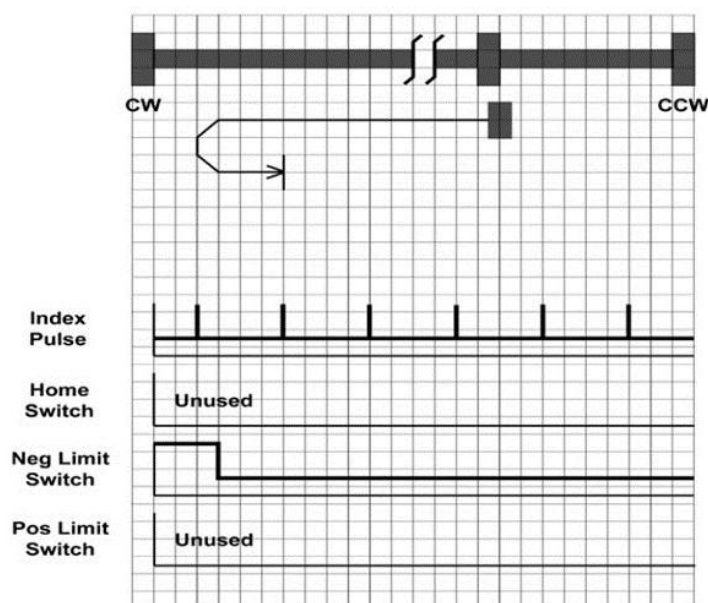 CW
CCW
Index
Pulse
Home
Switch
Unused
Neg Limit
Switch
Pos Limit
Switch
Unused